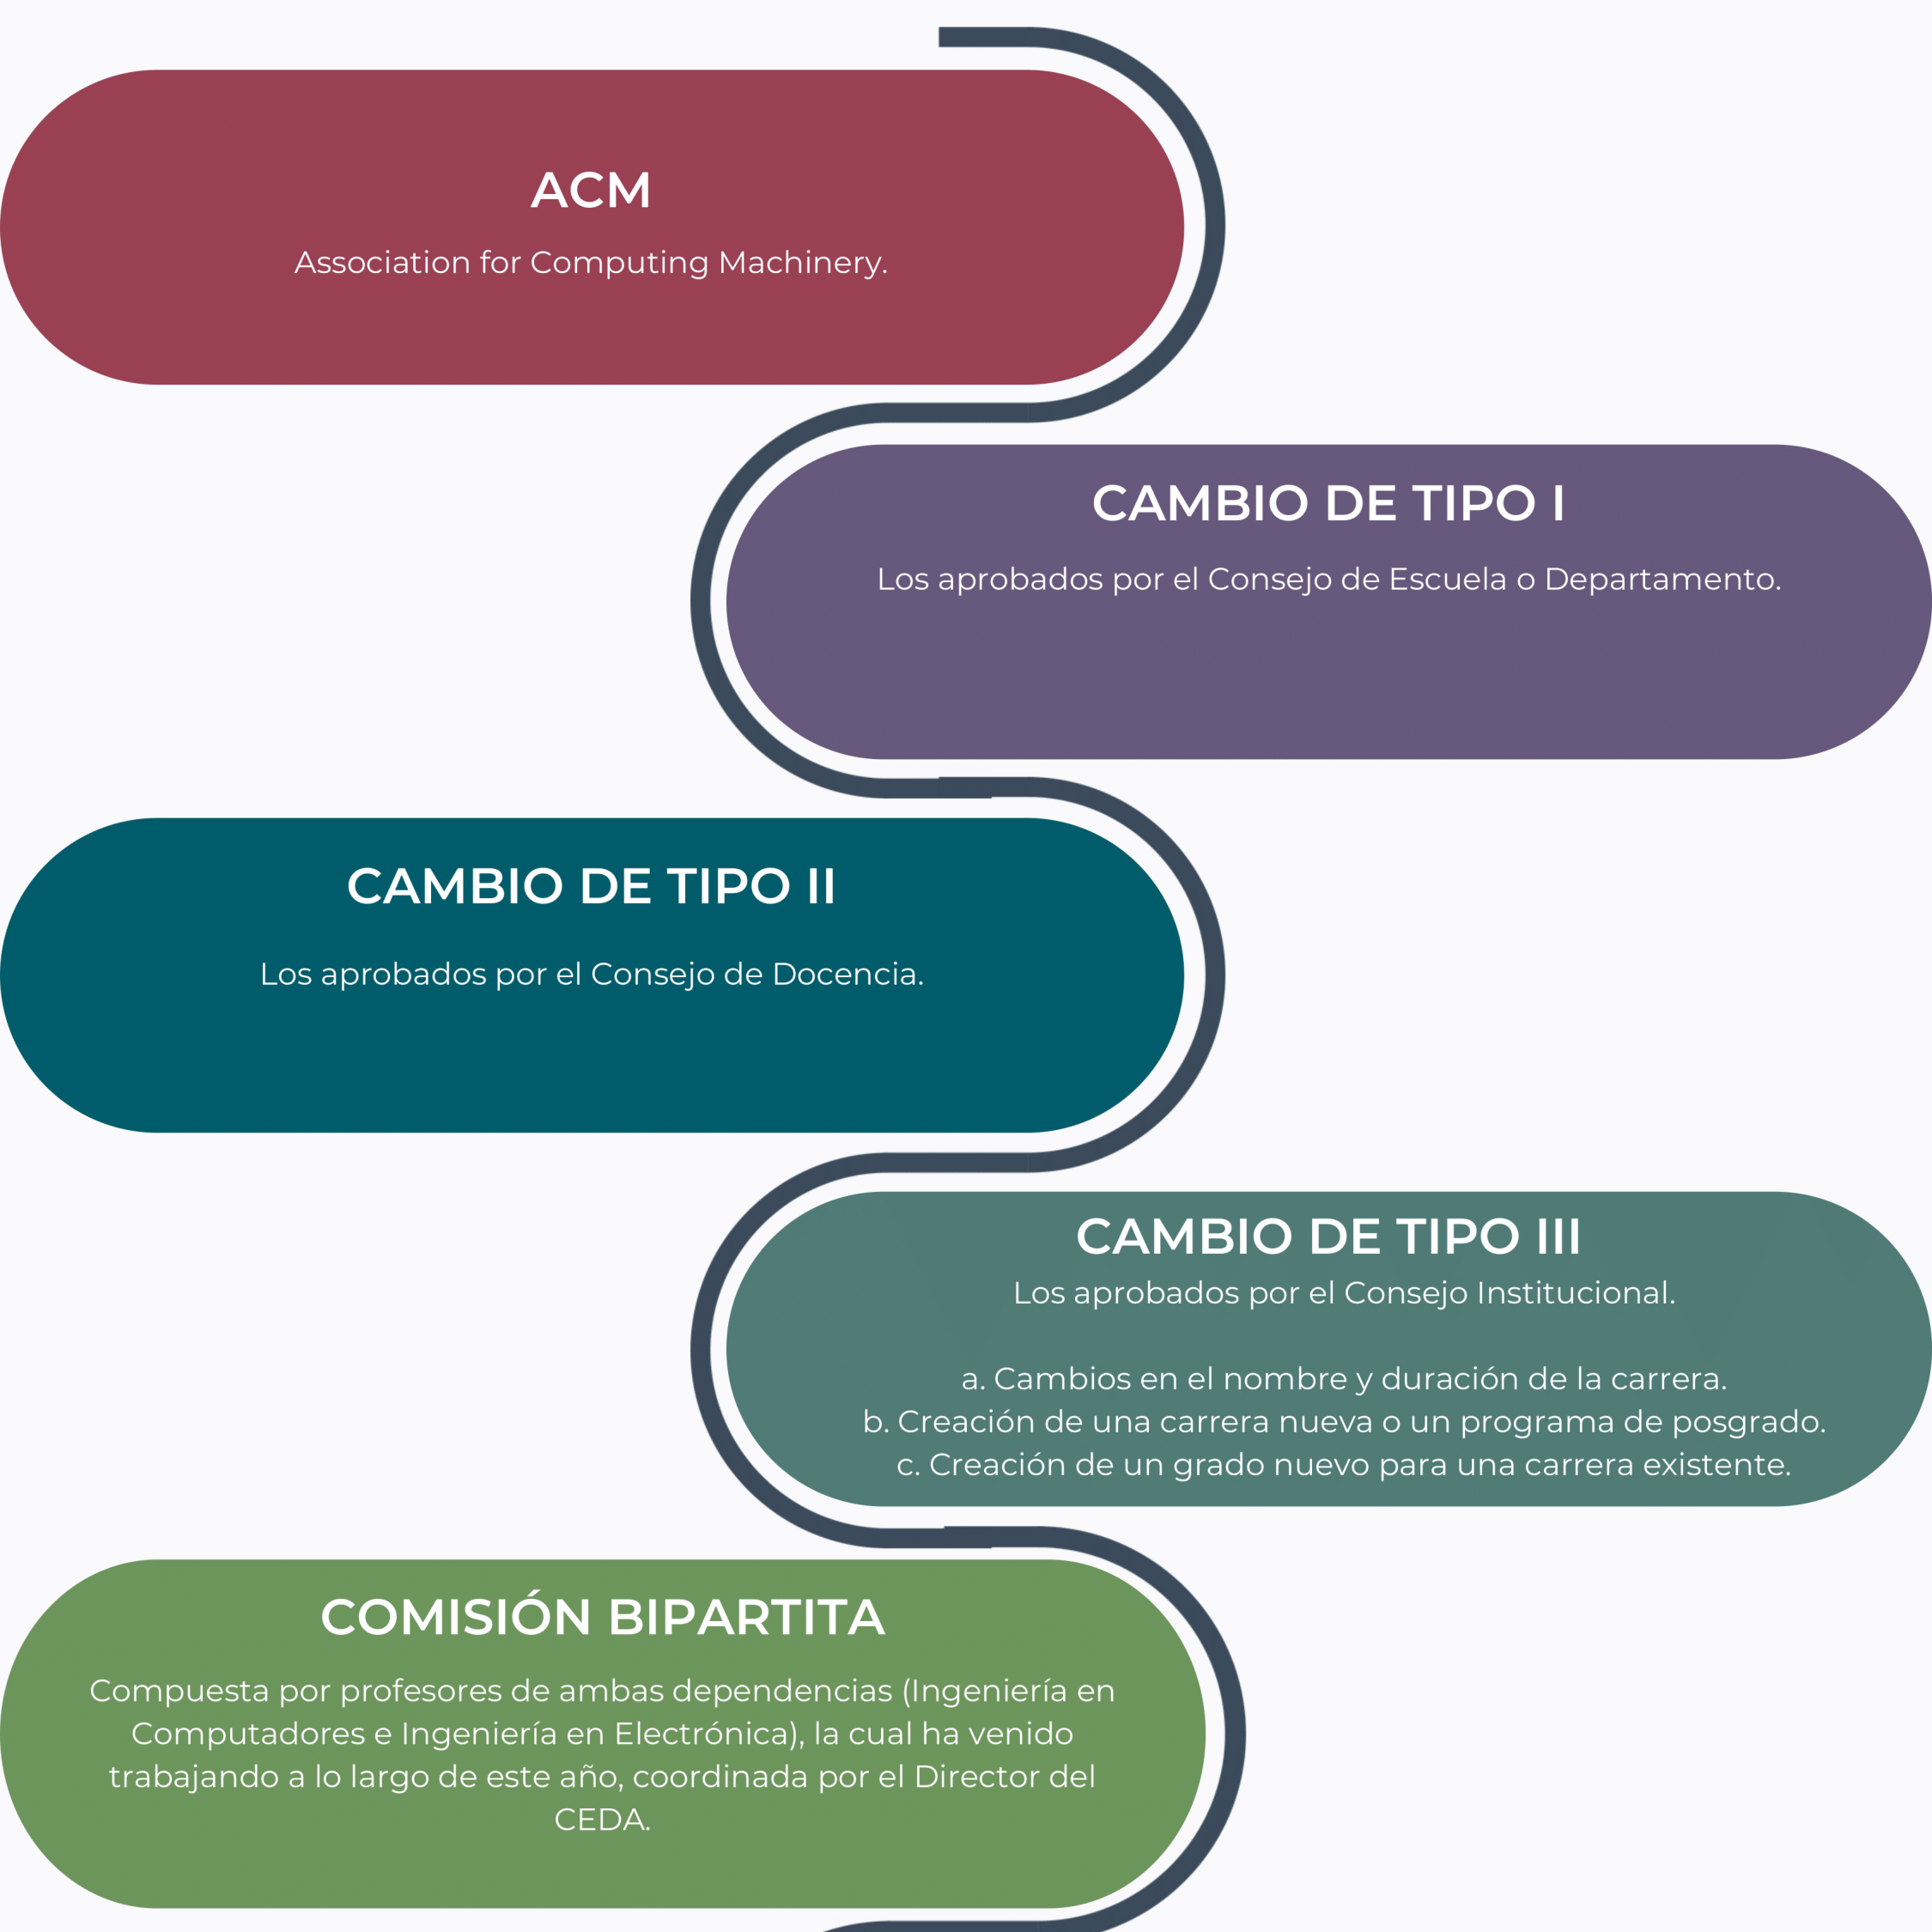 ACM
Association for Computing Machinery.
CAMBIO DE TIPO I
Los aprobados por el Consejo de Escuela o Departamento.
CAMBIO DE TIPO II
Los aprobados por el Consejo de Docencia.
CAMBIO DE TIPO III
Los aprobados por el Consejo Institucional.
a. Cambios en el nombre y duración de la carrera.
b. Creación de una carrera nueva o un programa de posgrado.
c. Creación de un grado nuevo para una carrera existente.
COMISIÓN BIPARTITA
Compuesta por profesores de ambas dependencias (Ingeniería en
Computadores e Ingeniería en Electrónica), la cual ha venido
trabajando a lo largo de este año, coordinada por el Director del
CEDA.